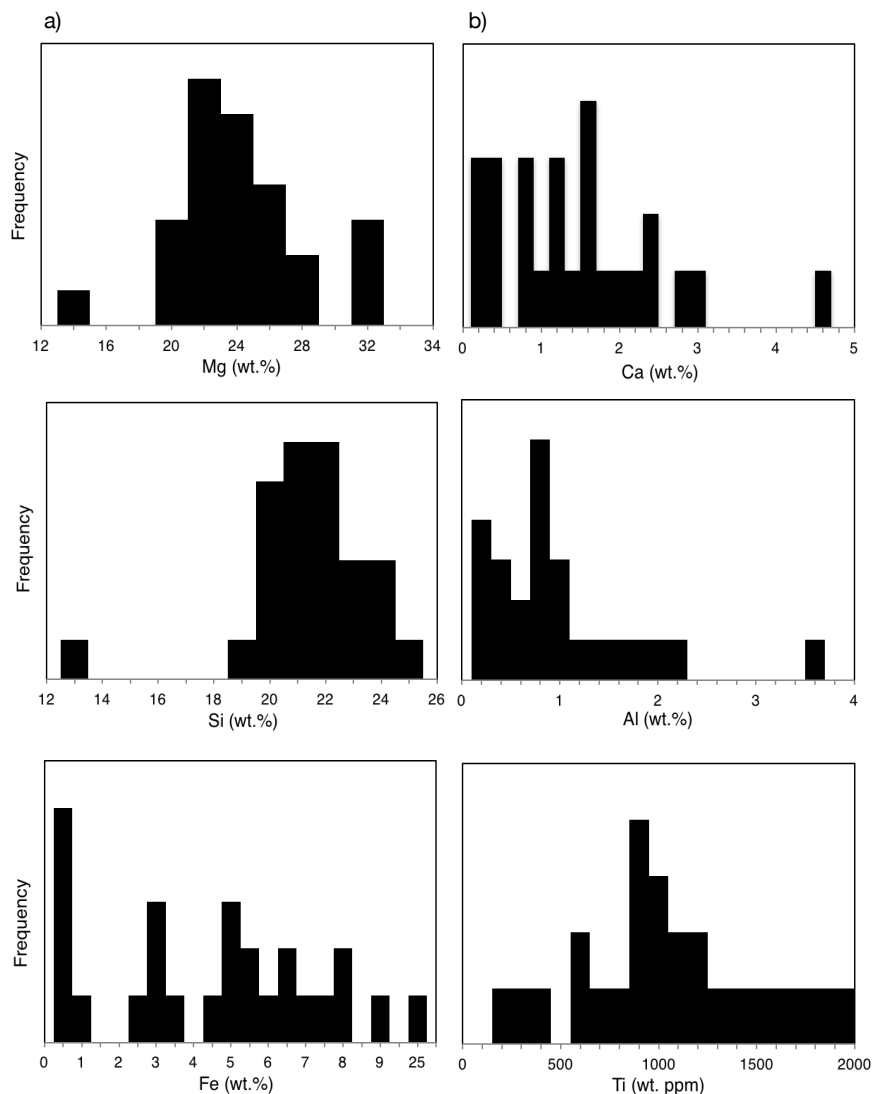 a)
b)
Frequency
12 20 24 28 32 34
Mg (wt.%)
0 1 2 3 4 5
Ca (wt.%)
Frequency
12 14 16 18 20 22 24 26
Si (wt.%)
0 1 2 3 4
Al (wt.%)
Frequency
0 1 2 3 5 6 7 8 9 25
Fe (wt.%)
0 500 1000 1500 2000
Ti (wt. ppm)